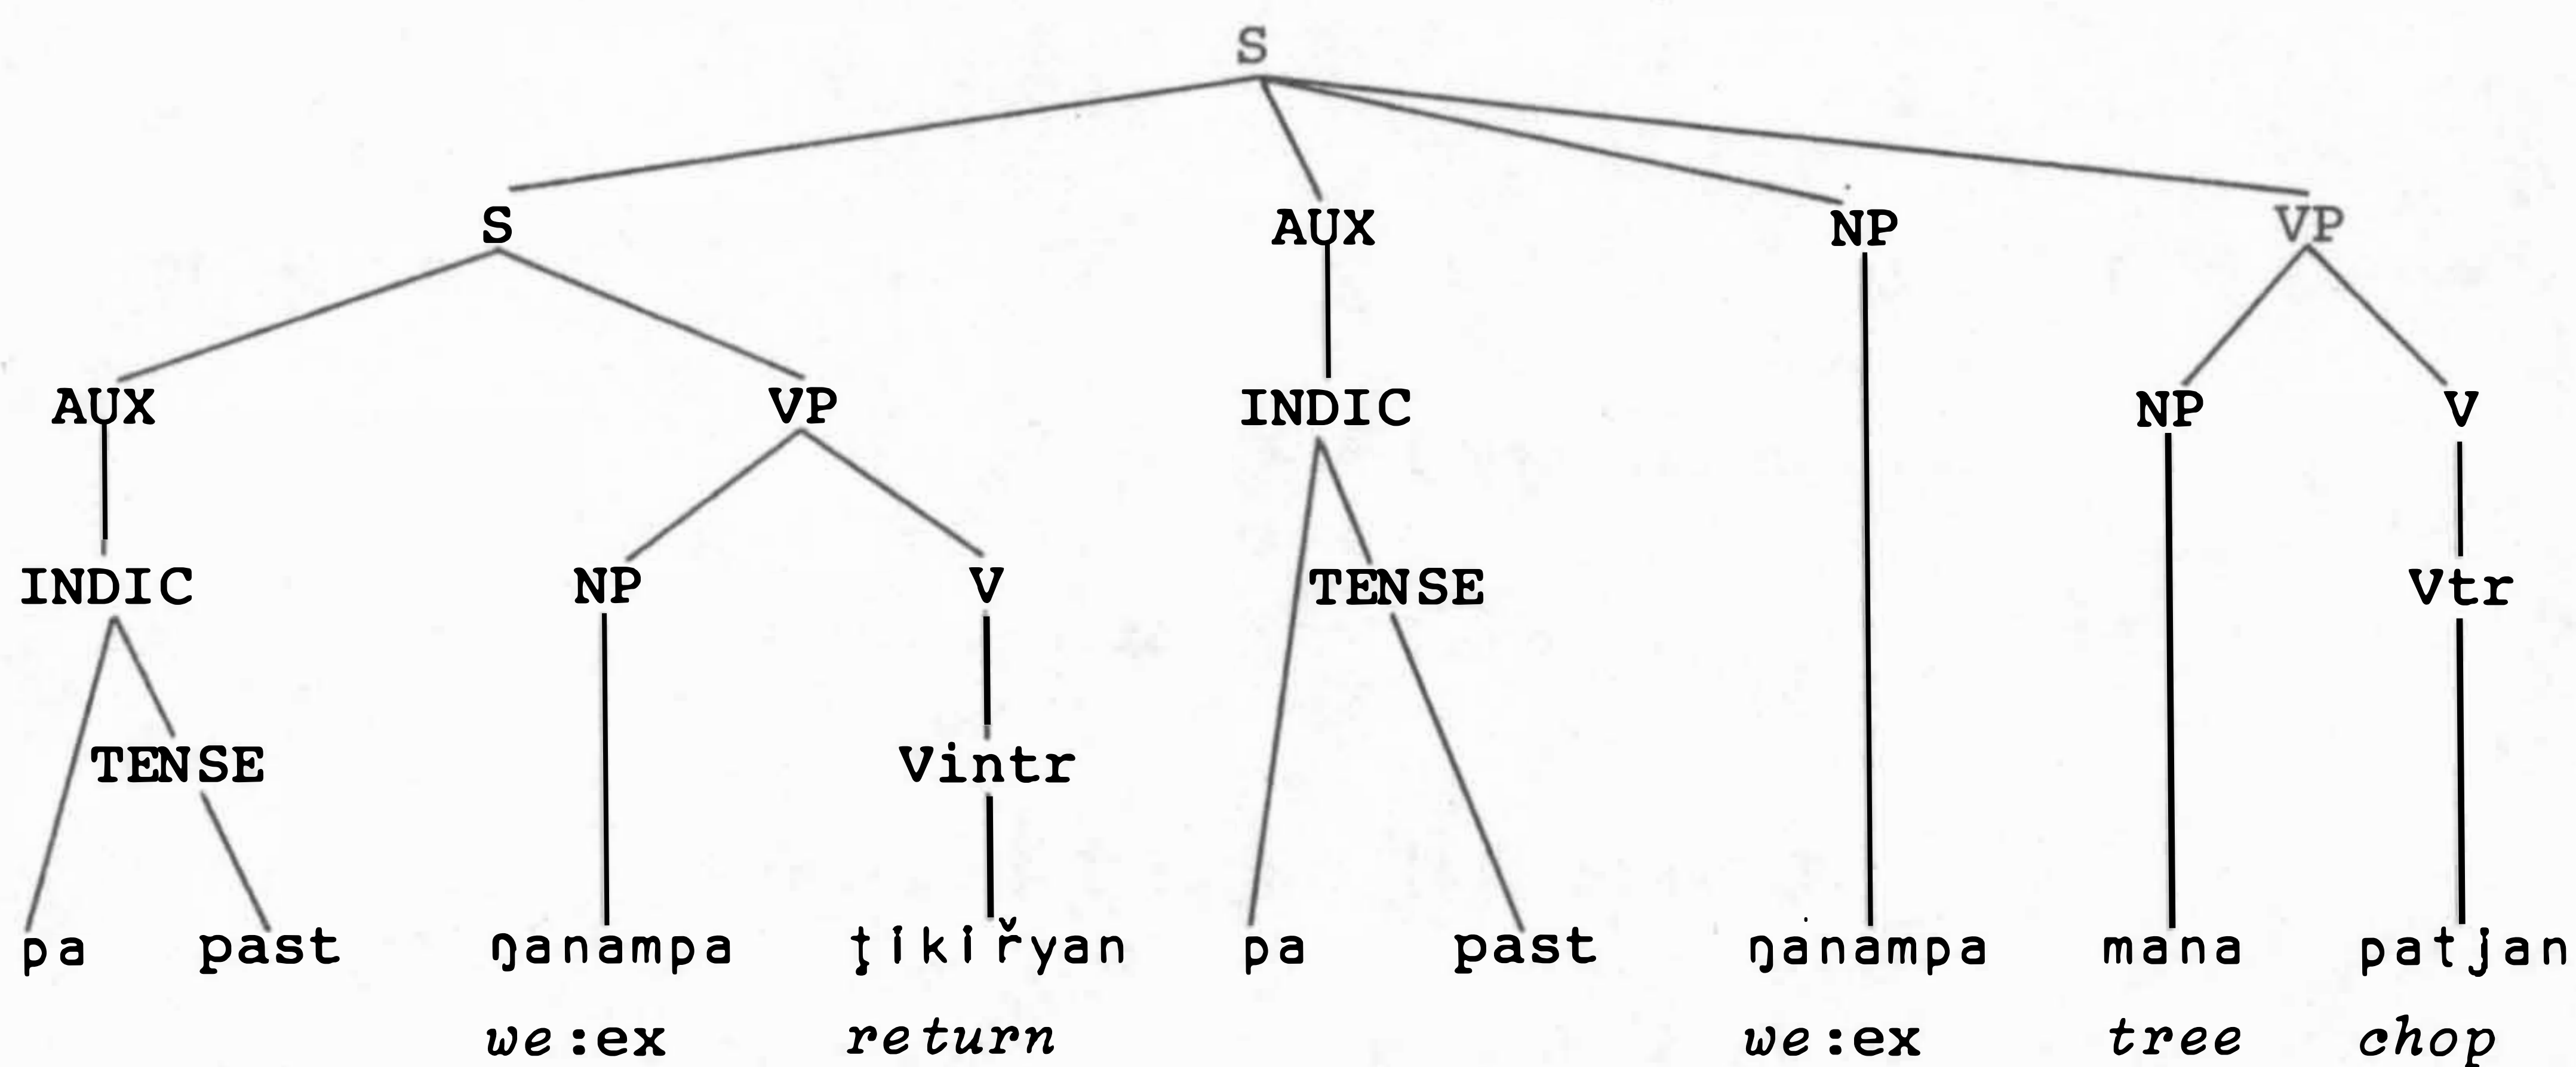 S
S AUX NP VP
AUX VP INDIC NP V
INDIC NP V TENSE Vtr
TENSE Vintr
pa past ŋanampa ţikiřyan pa past ŋanampa mana patjan
we:ex return we:ex tree chop